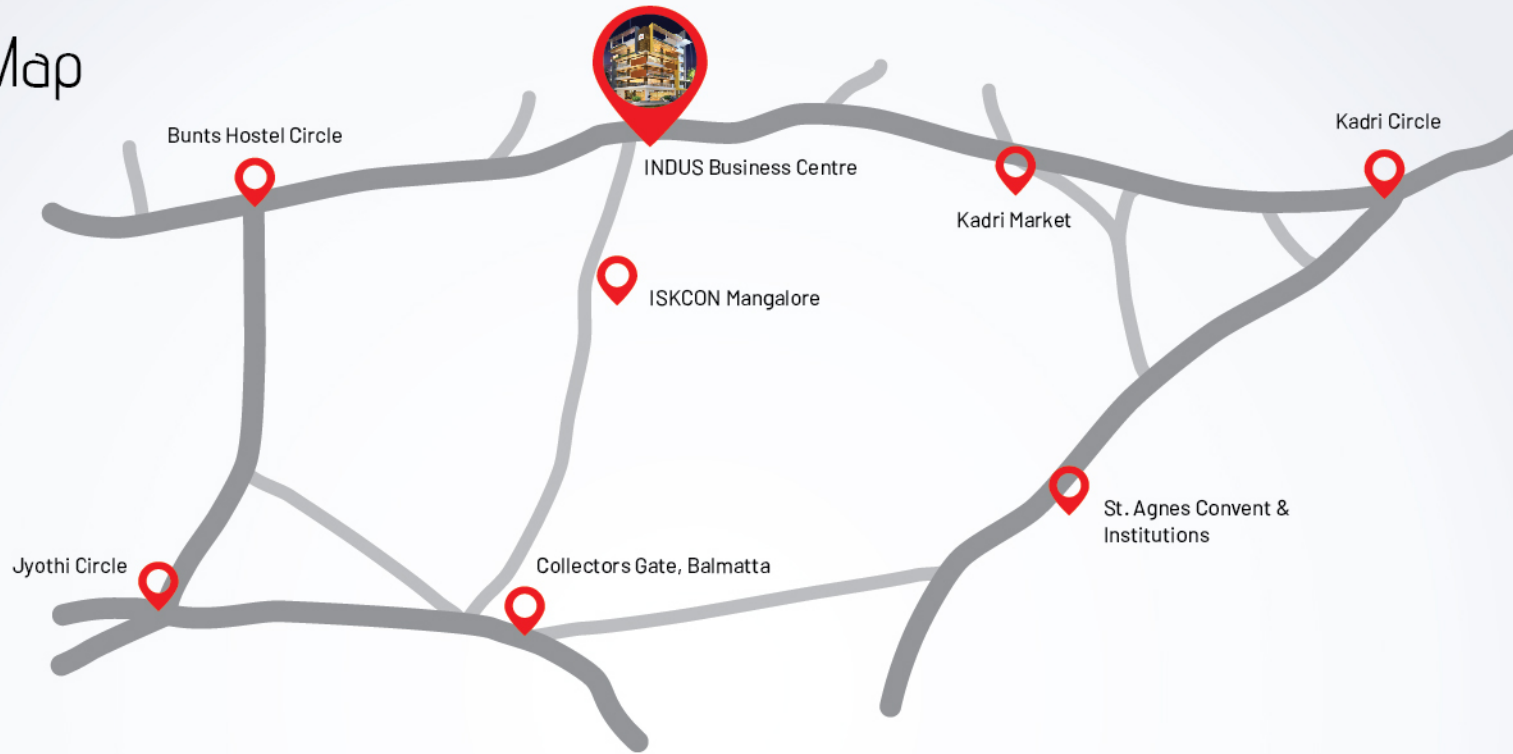 Map
Bunts Hostel Circle
Kadri Circle
INDUS Business Centre
Kadri Market
ISKCON Mangalore
St. Agnes Convent &
Institutions
Jyothi Circle
Collectors Gate, Balmatta